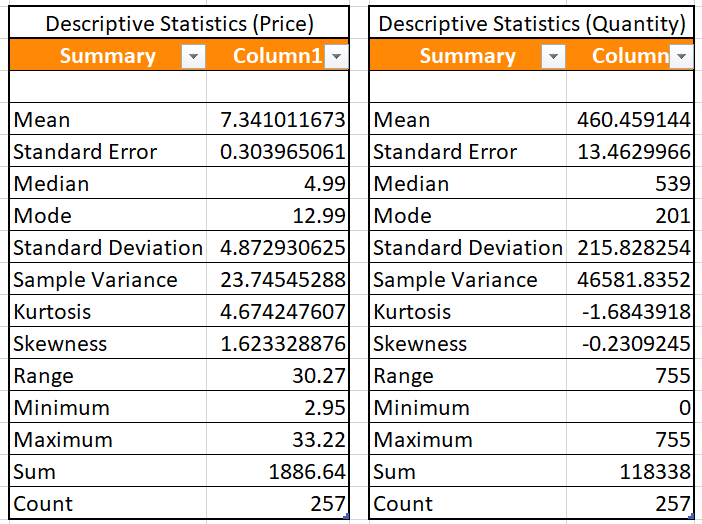 Descriptive Statistics (Price)
Summary Column1
Mean 7.341011673
Standard Error 0.303965061
Median 4.99
Mode 12.99
Standard Deviation 4.872930625
Sample Variance 23.74545288
Kurtosis 4.674247607
Skewness 1.623328876
Range 30.27
Minimum 2.95
Maximum 33.22
Sum 1886.64
Count 257
Descriptive Statistics (Quantity)
Summary Column
Mean 460.459144
Standard Error 13.4629966
Median 539
Mode 201
Standard Deviation 215.828254
Sample Variance 46581.8352
Kurtosis -1.6843918
Skewness -0.2309245
Range 755
Minimum 0
Maximum 755
Sum 118338
Count 257